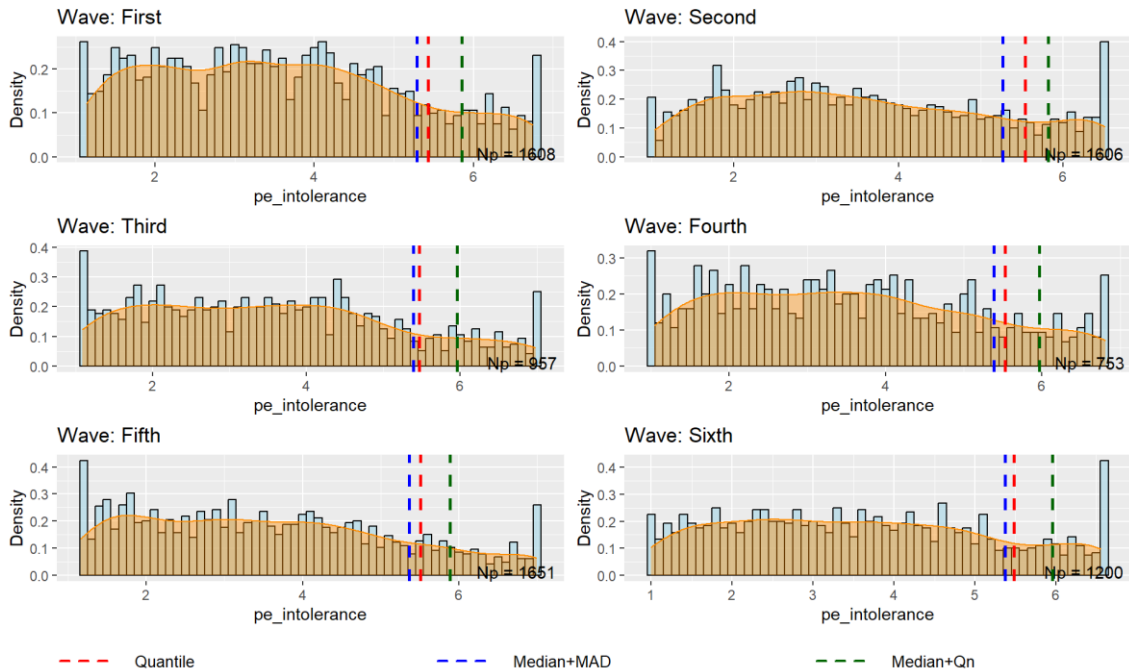 Wave: First
Density
0.2
0.1
0.0
2 4 6
Np = 1608
pe_intolerance
Wave: Second
Density
0.4
0.3
0.2
0.1
0.0
2 4 6
Np = 1606
pe_intolerance
Wave: Third
Density
0.4
0.3
0.2
0.1
0.0
2 4 6
Np = 957
pe_intolerance
Wave: Fourth
Density
0.3
0.2
0.1
0.0
2 4 6
Np = 753
pe_intolerance
Wave: Fifth
Density
0.4
0.3
0.2
0.1
0.0
2 4 6
Np = 1651
pe_intolerance
Wave: Sixth
Density
0.4
0.3
0.2
0.1
0.0
1 2 3 4 5 6
Np = 1200
pe_intolerance
Quantile Median+MAD Median+Qn